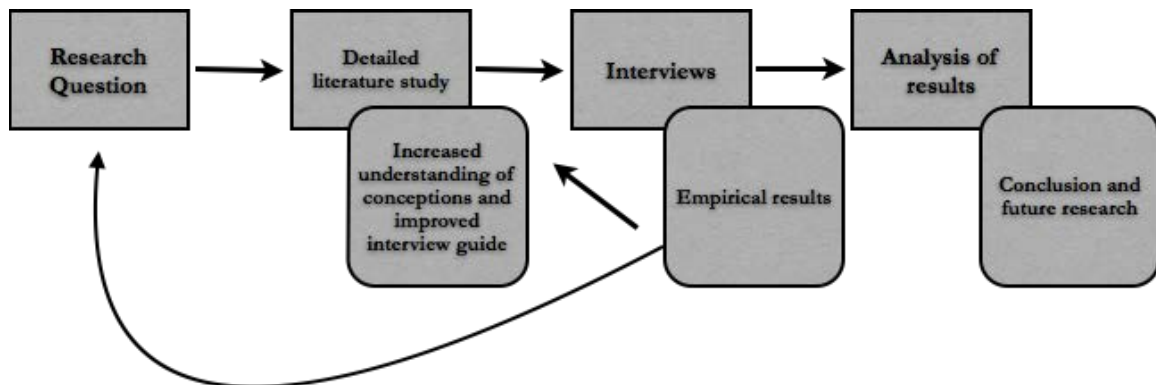 Research
Question
Detailed
literature study
Increased
understanding of
conceptions and
improved
interview guide
Interviews
Empirical results
Analysis of
results
Conclusion and
future research